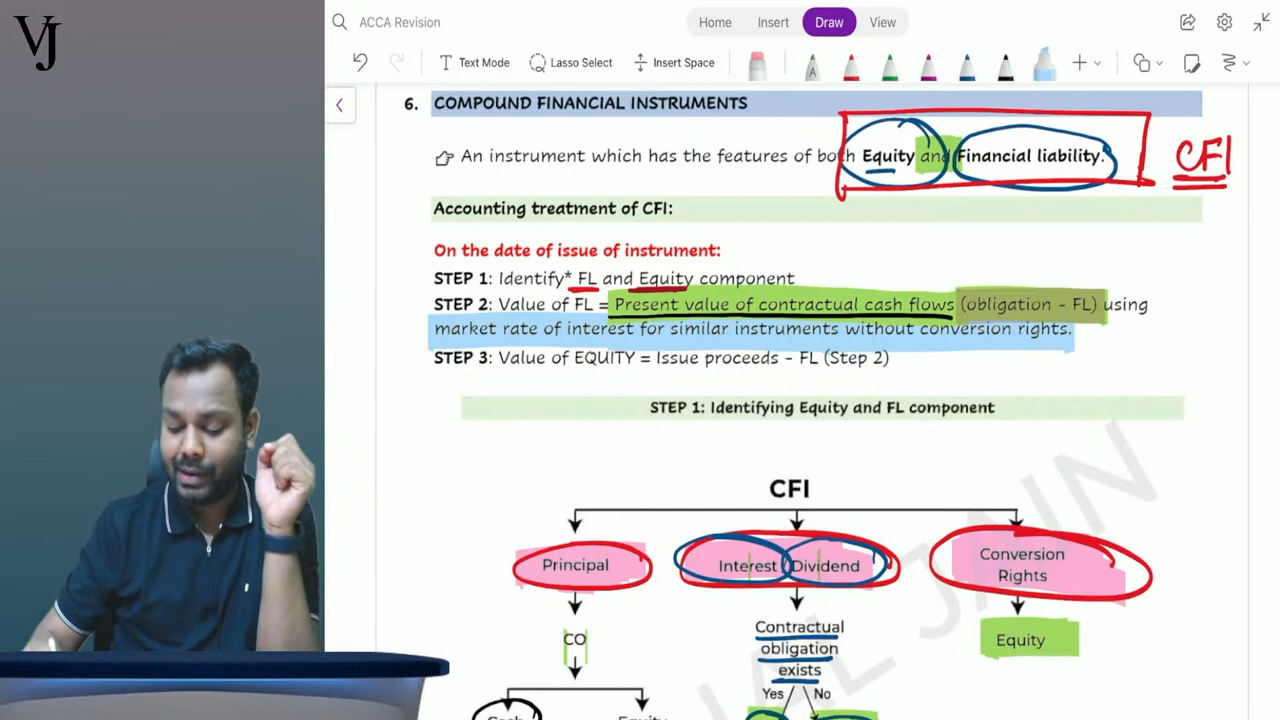 VJ
ACCA Revision
Home Insert Draw View
Text Mode Lasso Select Insert Space
6. COMPOUND FINANCIAL INSTRUMENTS
An instrument which has the features of both Equity and Financial liability.
CFI
Accounting treatment of CFI:
On the date of issue of instrument:
STEP 1: Identify* FL and Equity component
STEP 2: Value of FL = Present value of contractual cash flows (obligation - FL) using
market rate of interest for similar instruments without conversion rights.
STEP 3: Value of EQUITY = Issue proceeds - FL (Step 2)
STEP 1: Identifying Equity and FL component
CFI
Principal
Interest Dividend
Conversion
Rights
CO
Contractual
obligation
exists
Equity
Yes No
Cash Equity
AL JAIN